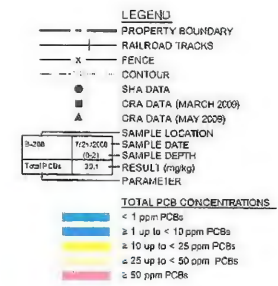 LEGEND
PROPERTY BOUNDARY
RAILROAD TRACKS
x FENCE
CONTOUR
SHA DATA
CRA DATA (MARCH 2009)
CRA DATA (MAY 2009)
SAMPLE LOCATION
SAMPLE DATE
(0-2) SAMPLE DEPTH
Total PCBs RESULT (mg/kg)
PARAMETER
TOTAL PCB CONCENTRATIONS
< 1 ppm PCBs
≥ 1 up to < 10 ppm PCBs
≥ 10 up to < 25 ppm PCBs
≥ 25 up to < 50 ppm PCBs
≥ 50 ppm PCBs